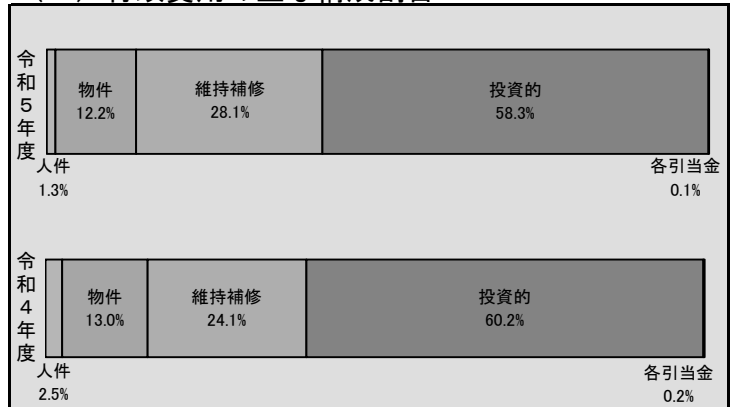 令和5年度
物件
12.2%
維持補修
28.1%
投資的
58.3%
人件
1.3%
各引当金
0.1%
令和4年度
物件
13.0%
維持補修
24.1%
投資的
60.2%
人件
2.5%
各引当金
0.2%